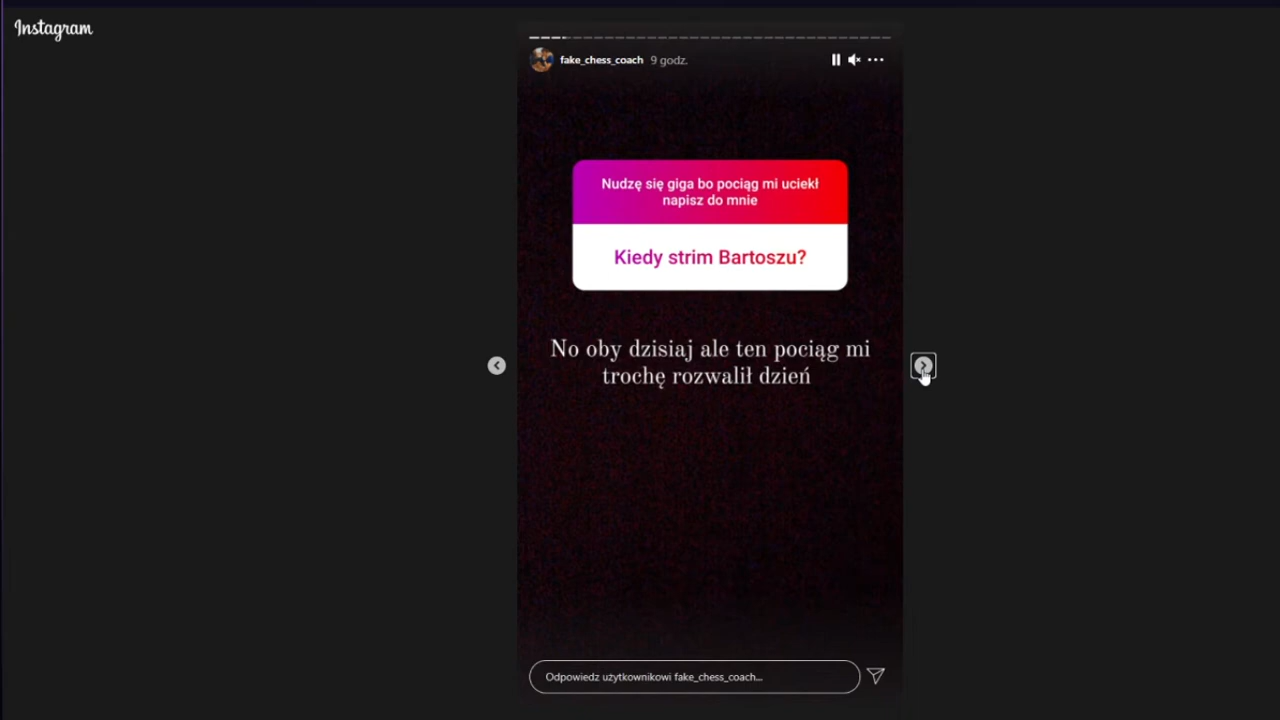 Instagram
fake_chess_coach 9 godz.
Nudzę się giga bo pociąg mi uciekł
napisz do mnie
Kiedy strim Bartoszu?
No oby dzisiaj ale ten pociąg mi
trochę rozwalił dzień
Odpowiedz użytkownikowi fake_chess_coach...